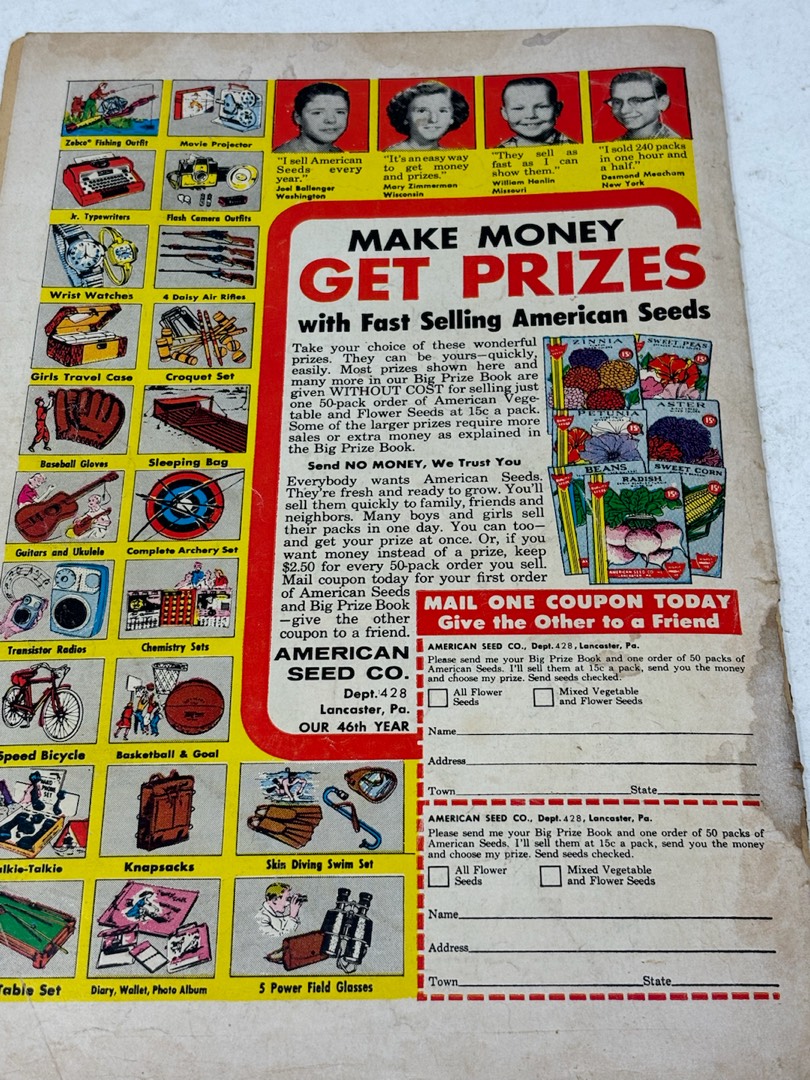 Zebco® Fishing Outfit
Movie Projector
Jr. Typewriters
Flash Camera Outfits
Wrist Watches
4 Daisy Air Rifles
Girls Travel Case
Croquet Set
Baseball Gloves
Sleeping Bag
Guitars and Ukulele
Complete Archery Set
Transistor Radios
Chemistry Sets
Speed Bicycle
Basketball & Goal
alkie-Talkie
Knapsacks
Skin Diving Swim Set
Table Set
Diary, Wallet, Photo Album
5 Power Field Glasses
"I sell American
Seeds every
year."
Joel Ballenger
Washington
"It's an easy way
to get money
and prizes."
Mary Zimmerman
Wisconsin
"They sell as
fast as I can
show them."
William Hanlin
Missouri
"I sold 240 packs
in one hour and
a half."
Desmond Meacham
New York
MAKE MONEY
GET PRIZES
with Fast Selling American Seeds
Take your choice of these wonderful
prizes. They can be yours—quickly,
easily. Most prizes shown here and
many more in our Big Prize Book are
given WITHOUT COST for selling just
one 50-pack order of American Vege-
table and Flower Seeds at 15c a pack.
Some of the larger prizes require more
sales or extra money as explained in
the Big Prize Book.
Send NO MONEY, We Trust You
Everybody wants American Seeds.
They're fresh and ready to grow. You'll
sell them quickly to family, friends and
neighbors. Many boys and girls sell
their packs in one day. You can too—
and get your prize at once. Or, if you
want money instead of a prize, keep
$2.50 for every 50-pack order you sell.
Mail coupon today for your first order
of American Seeds
and Big Prize Book
—give the other
coupon to a friend.
AMERICAN
SEED CO.
Dept. 428
Lancaster, Pa.
OUR 46th YEAR
ZINNIA
15¢
SWEET PEAS
15¢
PETUNIA
ASTER
15¢
BEANS
SWEET CORN
RADISH
15¢
AMERICAN SEED CO.
LANCASTER PA.
MAIL ONE COUPON TODAY
Give the Other to a Friend
AMERICAN SEED CO., Dept. 428, Lancaster, Pa.
Please send me your Big Prize Book and one order of 50 packs of
American Seeds. I'll sell them at 15c a pack, send you the money
and choose my prize. Send seeds checked.
All Flower
Seeds
Mixed Vegetable
and Flower Seeds
Name
Address
Town State
AMERICAN SEED CO., Dept. 428, Lancaster, Pa.
Please send me your Big Prize Book and one order of 50 packs of
American Seeds. I'll sell them at 15c a pack, send you the money
and choose my prize. Send seeds checked.
All Flower
Seeds
Mixed Vegetable
and Flower Seeds
Name
Address
Town State